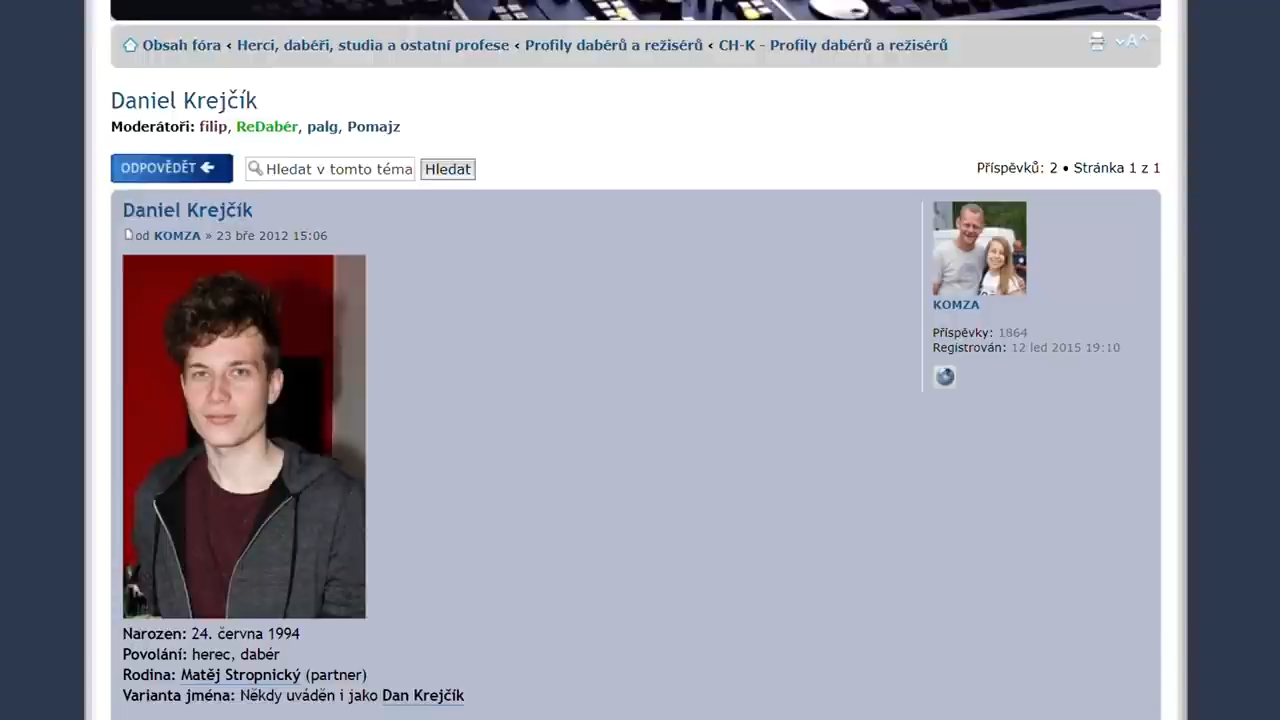 Obsah fóra ‹ Herci, dabéři, studia a ostatní profese ‹ Profily dabérů a režisérů ‹ CH-K - Profily dabérů a režisérů
Daniel Krejčík
Moderátoři: filip, ReDabér, palg, Pomajz
ODPOVĚDĚT
Hledat v tomto téma
Hledat
Příspěvků: 2 • Stránka 1 z 1
Daniel Krejčík
od KOMZA » 23 bře 2012 15:06
KOMZA
Příspěvky: 1864
Registrován: 12 led 2015 19:10
Narozen: 24. června 1994
Povolání: herec, dabér
Rodina: Matěj Stropnický (partner)
Varianta jména: Někdy uváděn i jako Dan Krejčík